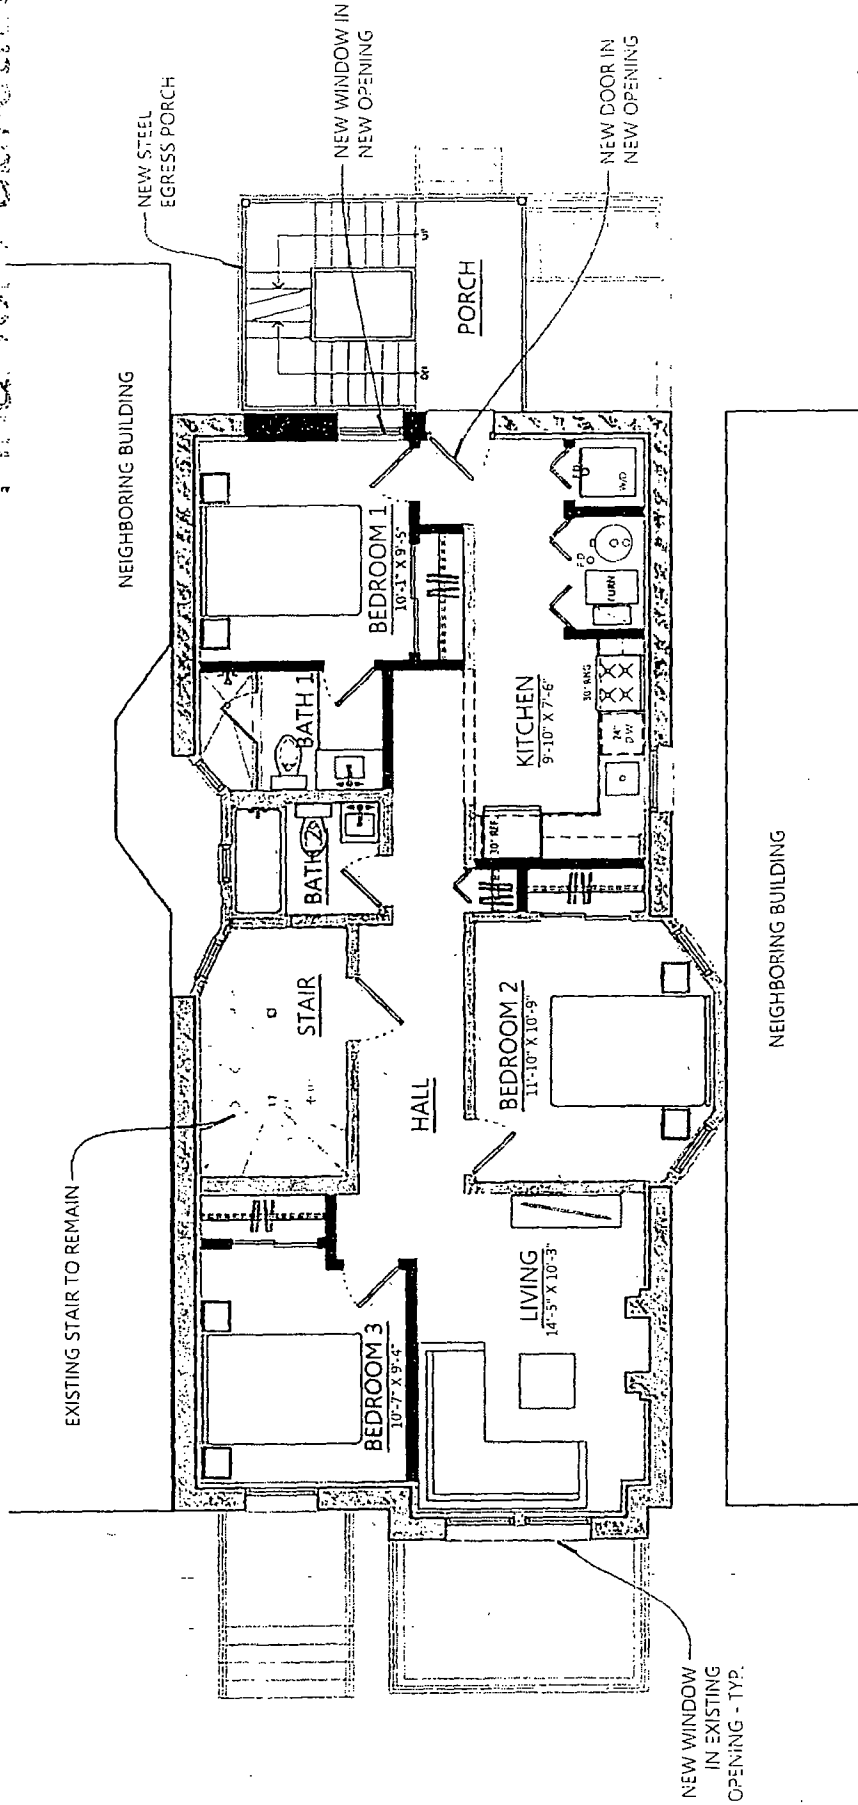 NEW STEEL
EGRESS PORCH
NEW WINDOW IN
NEW OPENING
NEW DOOR IN
NEW OPENING
NEIGHBORING BUILDING
PORCH
BEDROOM 1
10'-1" X 9'-5"
BATH 1
W/D
FURN
KITCHEN
9'-10" X 7'-6"
30" RNG
24"
DW
30" REF
BATH 2
STAIR
HALL
BEDROOM 2
11'-10" X 10'-9"
EXISTING STAIR TO REMAIN
BEDROOM 3
10'-7" X 9'-4"
LIVING
14'-5" X 10'-3"
NEIGHBORING BUILDING
NEW WINDOW
IN EXISTING
OPENING - TYP.